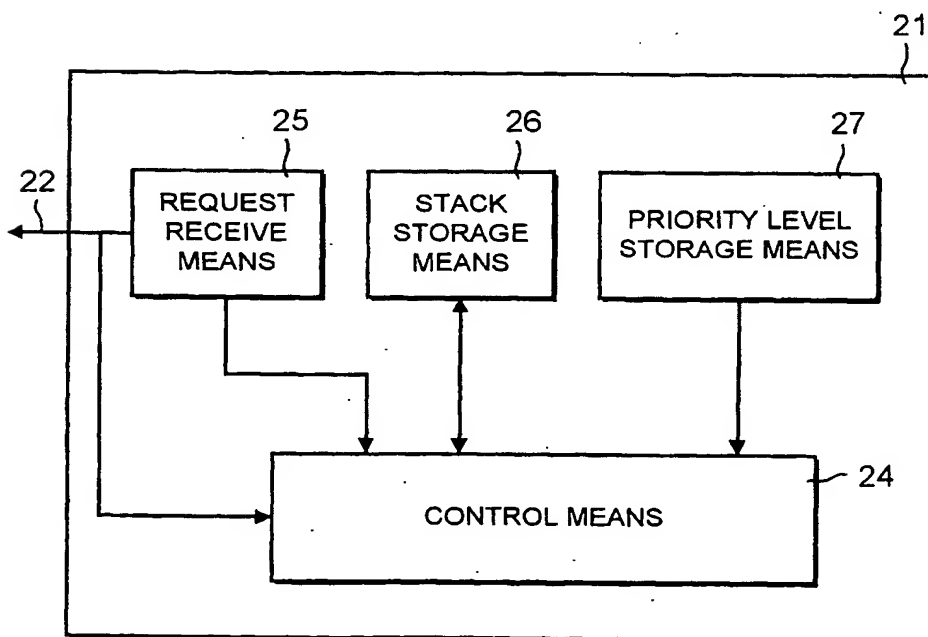 21
25
26
27
22
REQUEST
RECEIVE
MEANS
STACK
STORAGE
MEANS
PRIORITY LEVEL
STORAGE MEANS
24
CONTROL MEANS